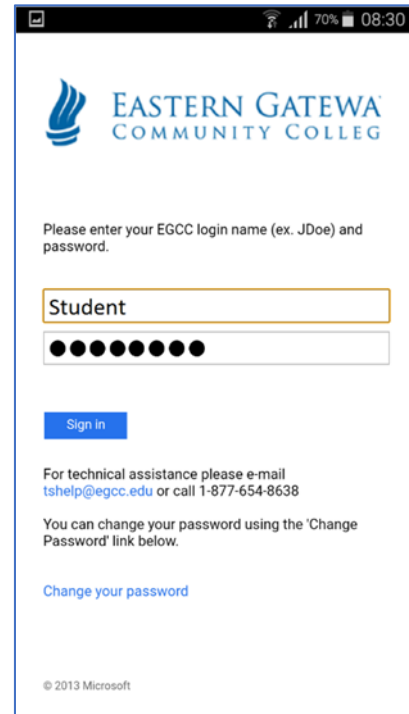 70% 08:30
EASTERN GATEWA
COMMUNITY COLLEG
Please enter your EGCC login name (ex. JDoe) and
password.
Student
●●●●●●●●
Sign in
For technical assistance please e-mail
tshelp@egcc.edu or call 1-877-654-8638
You can change your password using the 'Change
Password' link below.
Change your password
© 2013 Microsoft